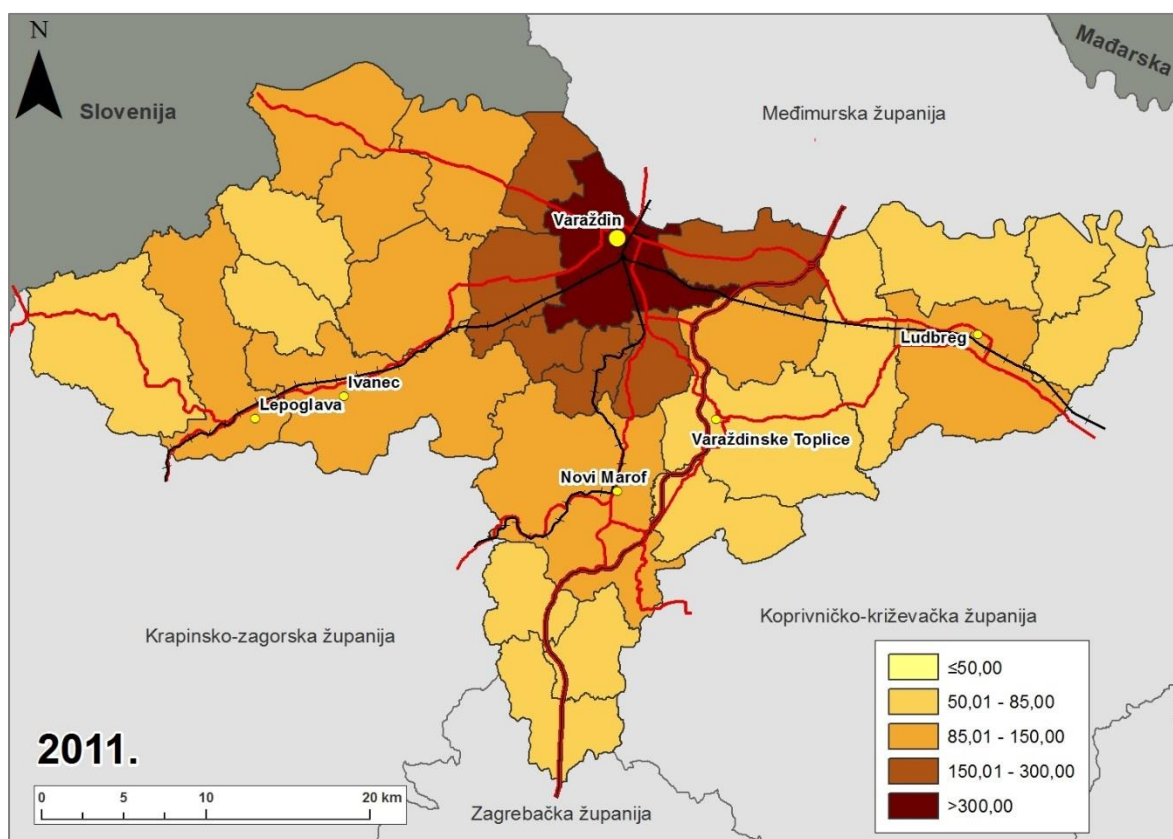 N
Mađarska
Slovenija
Međimurska županija
Varaždin
Ludbreg
Ivanec
Lepoglava
Varaždinske Toplice
Novi Marof
Krapinsko-zagorska županija
Koprivničko-križevačka županija
≤50,00
50,01 - 85,00
85,01 - 150,00
150,01 - 300,00
>300,00
2011.
0 5 10 20 km
Zagrebačka županija